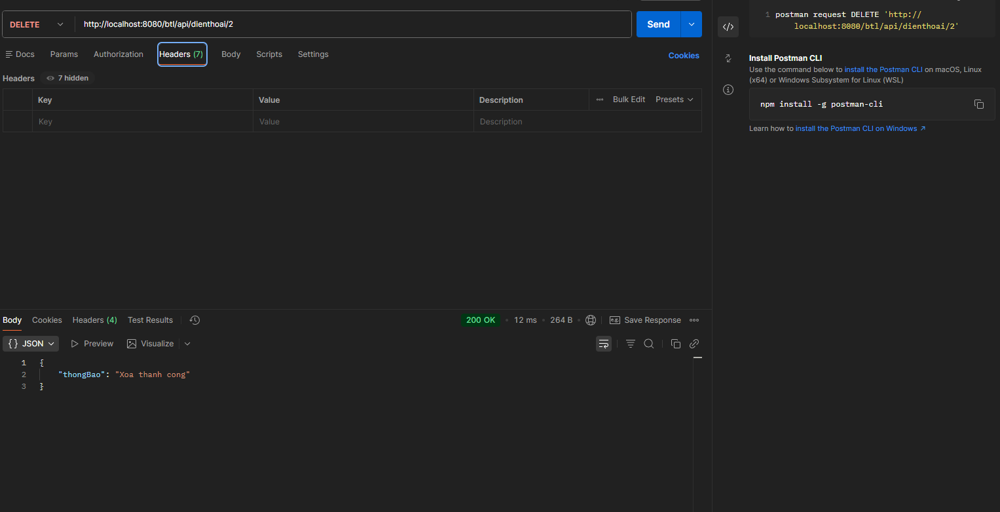 DELETE http://localhost:8080/btl/api/dienthoai/2 Send
Docs Params Authorization Headers (7) Body Scripts Settings Cookies
Headers 7 hidden
Key Value Description Bulk Edit Presets
Key Value Description
Body Cookies Headers (4) Test Results 200 OK 12 ms 264 B e.g. Save Response
{} JSON Preview Visualize
1 {
2 "thongBao": "Xoa thanh cong"
3 }
1 postman request DELETE 'http://
localhost:8080/btl/api/dienthoai/2'
Install Postman CLI
Use the command below to install the Postman CLI on macOS, Linux
(x64) or Windows Subsystem for Linux (WSL)
npm install -g postman-cli
Learn how to install the Postman CLI on Windows ↗